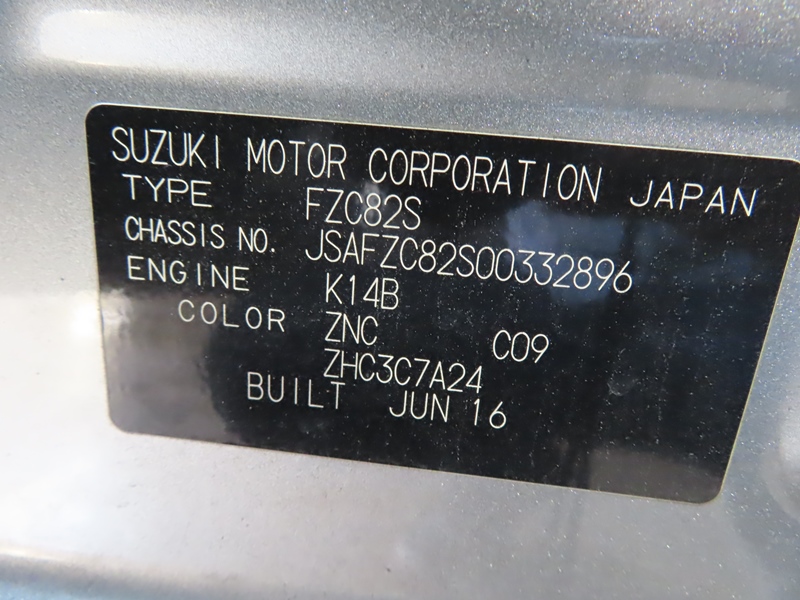 SUZUKI MOTOR CORPORATION JAPAN
TYPE FZC82S
CHASSIS NO. JSAFZC82S00332896
ENGINE K14B
COLOR ZNC C09
ZHC3C7A24
BUILT JUN 16